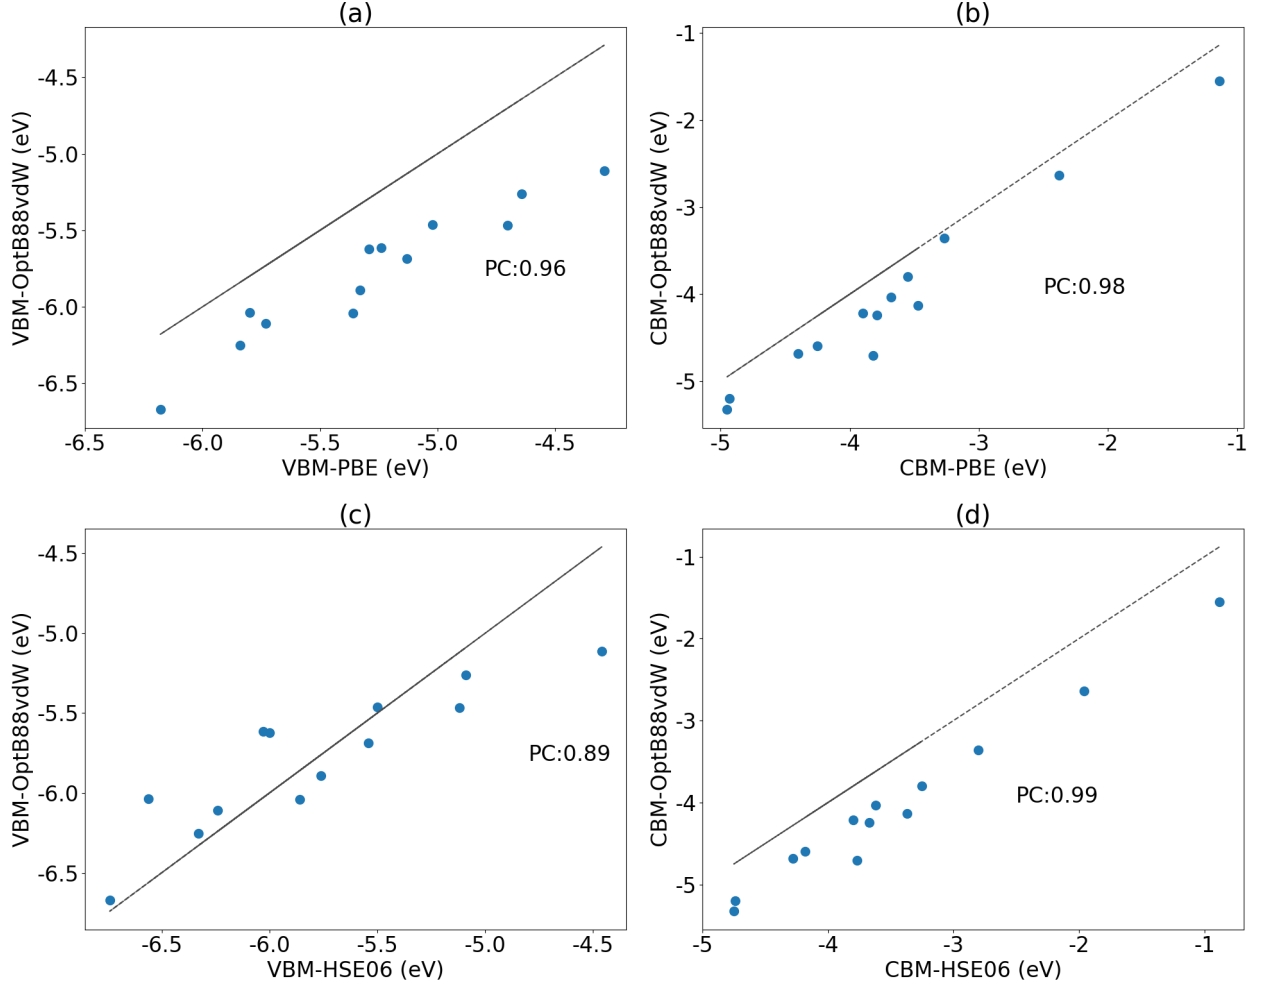 (a)
VBM-OptB88vdW (eV)
-4.5
-5.0
-5.5
-6.0
-6.5
PC:0.96
-6.5 -6.0 -5.5 -5.0 -4.5
VBM-PBE (eV)
(b)
CBM-OptB88vdW (eV)
-1
-2
-3
-4
-5
PC:0.98
-5 -4 -3 -2 -1
CBM-PBE (eV)
(c)
VBM-OptB88vdW (eV)
-4.5
-5.0
-5.5
-6.0
-6.5
PC:0.89
-6.5 -6.0 -5.5 -5.0 -4.5
VBM-HSE06 (eV)
(d)
CBM-OptB88vdW (eV)
-1
-2
-3
-4
-5
PC:0.99
-5 -4 -3 -2 -1
CBM-HSE06 (eV)